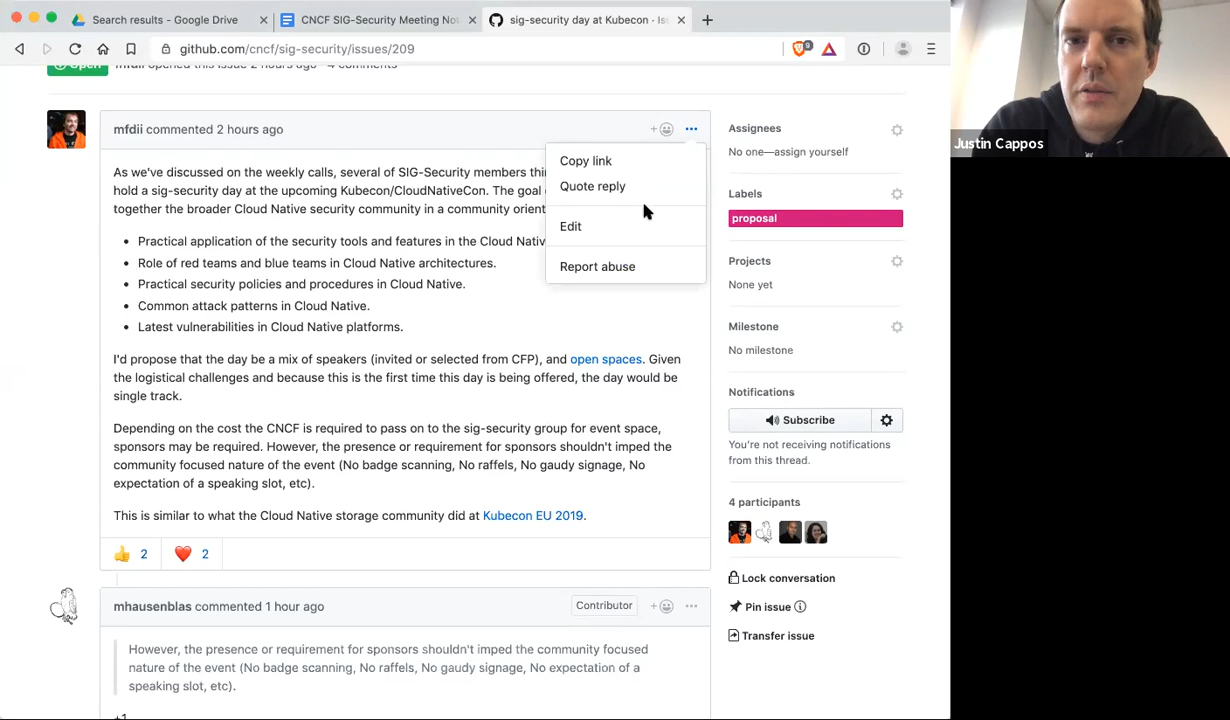 Search results - Google Drive
CNCF SIG-Security Meeting No
sig-security day at Kubecon · Is
github.com/cncf/sig-security/issues/209
9
Open mfdii opened this issue 2 hours ago · 4 comments
mfdii commented 2 hours ago
As we've discussed on the weekly calls, several of SIG-Security members thi
hold a sig-security day at the upcoming Kubecon/CloudNativeCon. The goal
together the broader Cloud Native security community in a community orient
• Practical application of the security tools and features in the Cloud Nativ
• Role of red teams and blue teams in Cloud Native architectures.
• Practical security policies and procedures in Cloud Native.
• Common attack patterns in Cloud Native.
• Latest vulnerabilities in Cloud Native platforms.
Copy link
Quote reply
Edit
Report abuse
I'd propose that the day be a mix of speakers (invited or selected from CFP), and open spaces. Given
the logistical challenges and because this is the first time this day is being offered, the day would be
single track.
Depending on the cost the CNCF is required to pass on to the sig-security group for event space,
sponsors may be required. However, the presence or requirement for sponsors shouldn't imped the
community focused nature of the event (No badge scanning, No raffels, No gaudy signage, No
expectation of a speaking slot, etc).
This is similar to what the Cloud Native storage community did at Kubecon EU 2019.
👍 2 ❤️ 2
mhausenblas commented 1 hour ago
Contributor
However, the presence or requirement for sponsors shouldn't imped the community focused
nature of the event (No badge scanning, No raffels, No gaudy signage, No expectation of a
speaking slot, etc).
+1
Assignees
No one—assign yourself
Labels
proposal
Projects
None yet
Milestone
No milestone
Notifications
Subscribe
You're not receiving notifications
from this thread.
4 participants
Lock conversation
Pin issue
Transfer issue
Justin Cappos